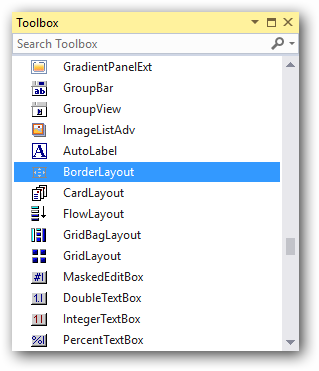 Toolbox
Search Toolbox
GradientPanelExt
GroupBar
GroupView
ImageListAdv
AutoLabel
BorderLayout
CardLayout
FlowLayout
GridBagLayout
GridLayout
MaskedEditBox
DoubleTextBox
IntegerTextBox
PercentTextBox